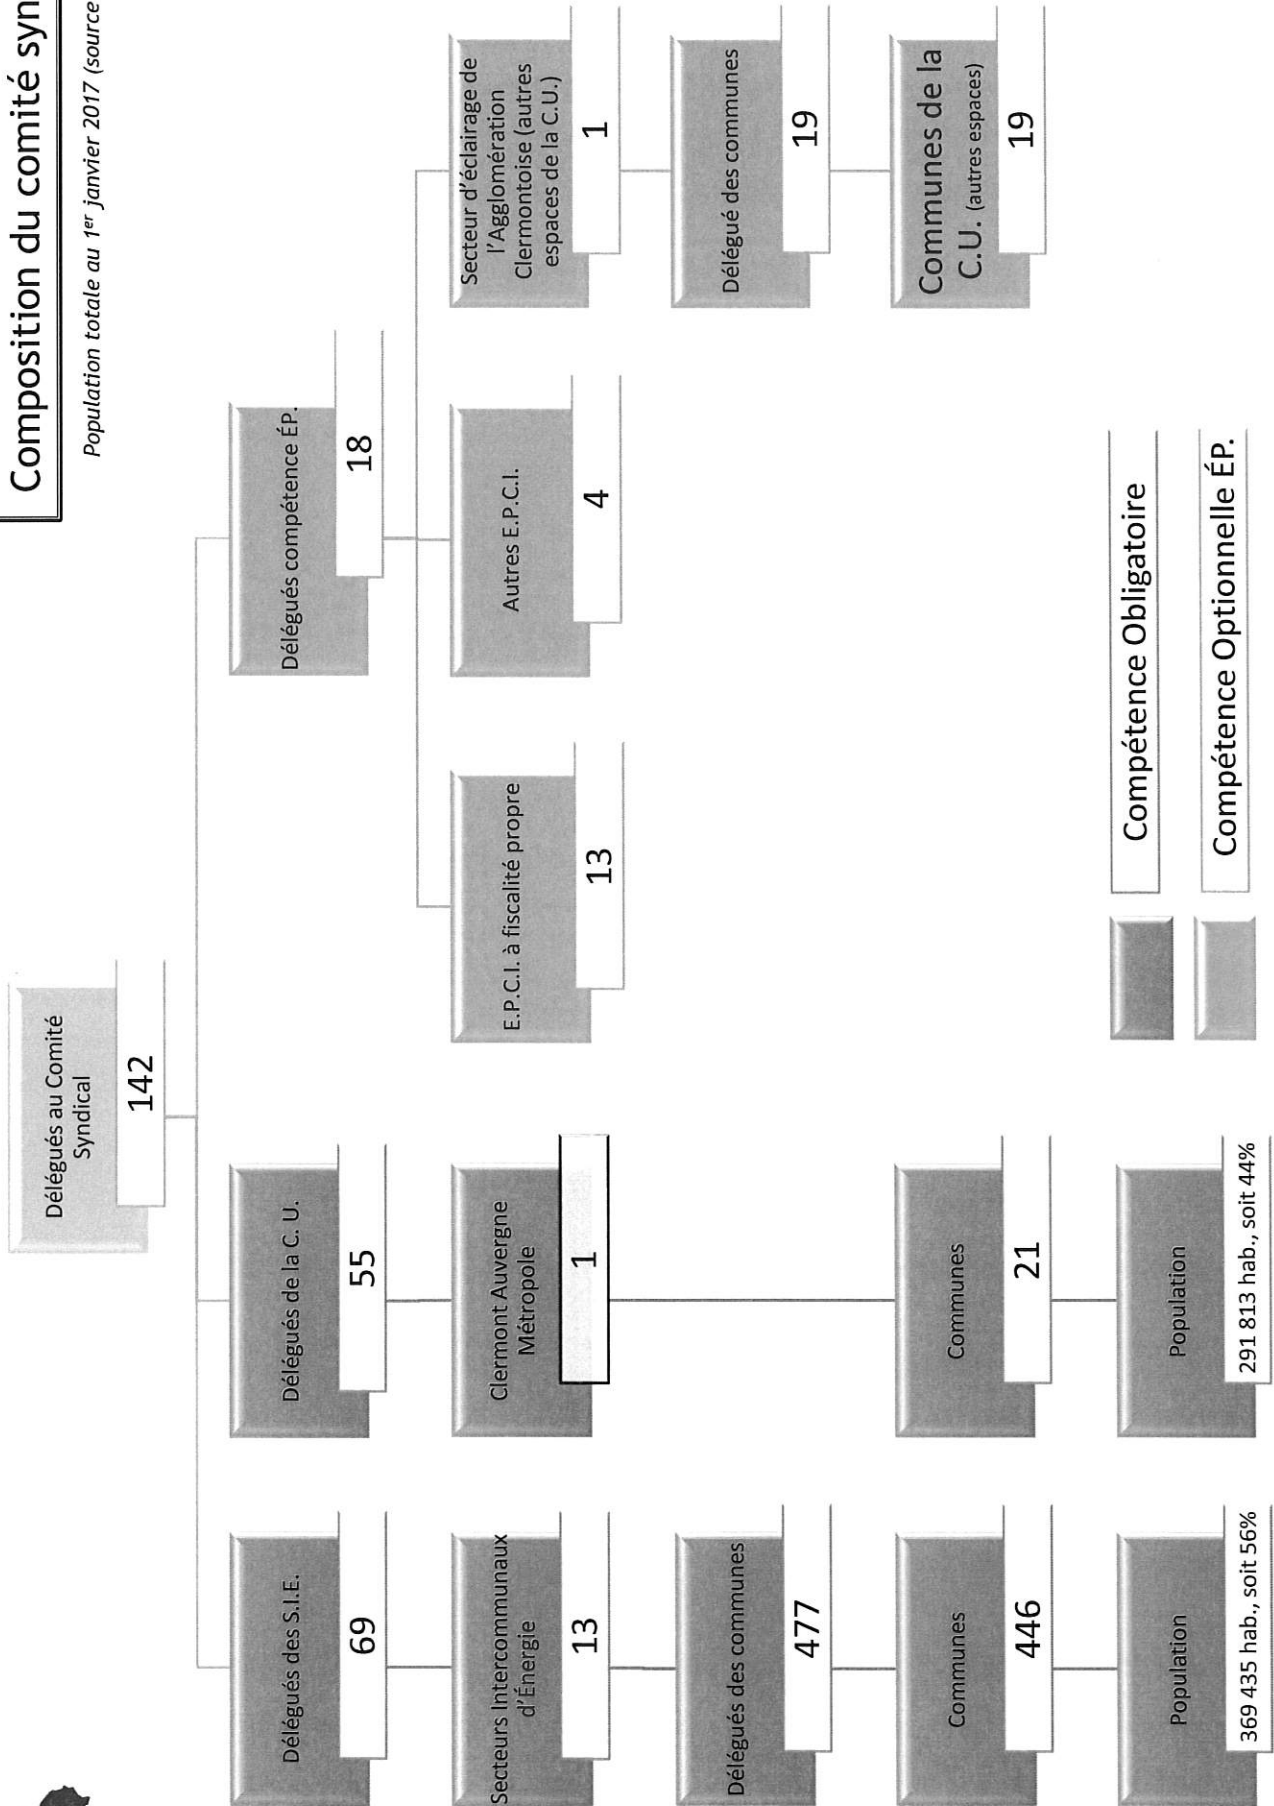 Composition du comité syn
Population totale au 1er janvier 2017 (source
Délégués au Comité
Syndical
142
Délégués des S.I.E.
69
Délégués de la C. U.
55
Délégués compétence ÉP.
18
Secteurs Intercommunaux
d'Énergie
13
Clermont Auvergne
Métropole
1
E.P.C.I. à fiscalité propre
13
Autres E.P.C.I.
4
Secteur d'éclairage de
l'Agglomération
Clermontoise (autres
espaces de la C.U.)
1
Délégués des communes
477
Délégué des communes
19
Communes
446
Communes
21
Communes de la
C.U. (autres espaces)
19
Population
369 435 hab., soit 56%
Population
291 813 hab., soit 44%
Compétence Obligatoire
Compétence Optionnelle ÉP.